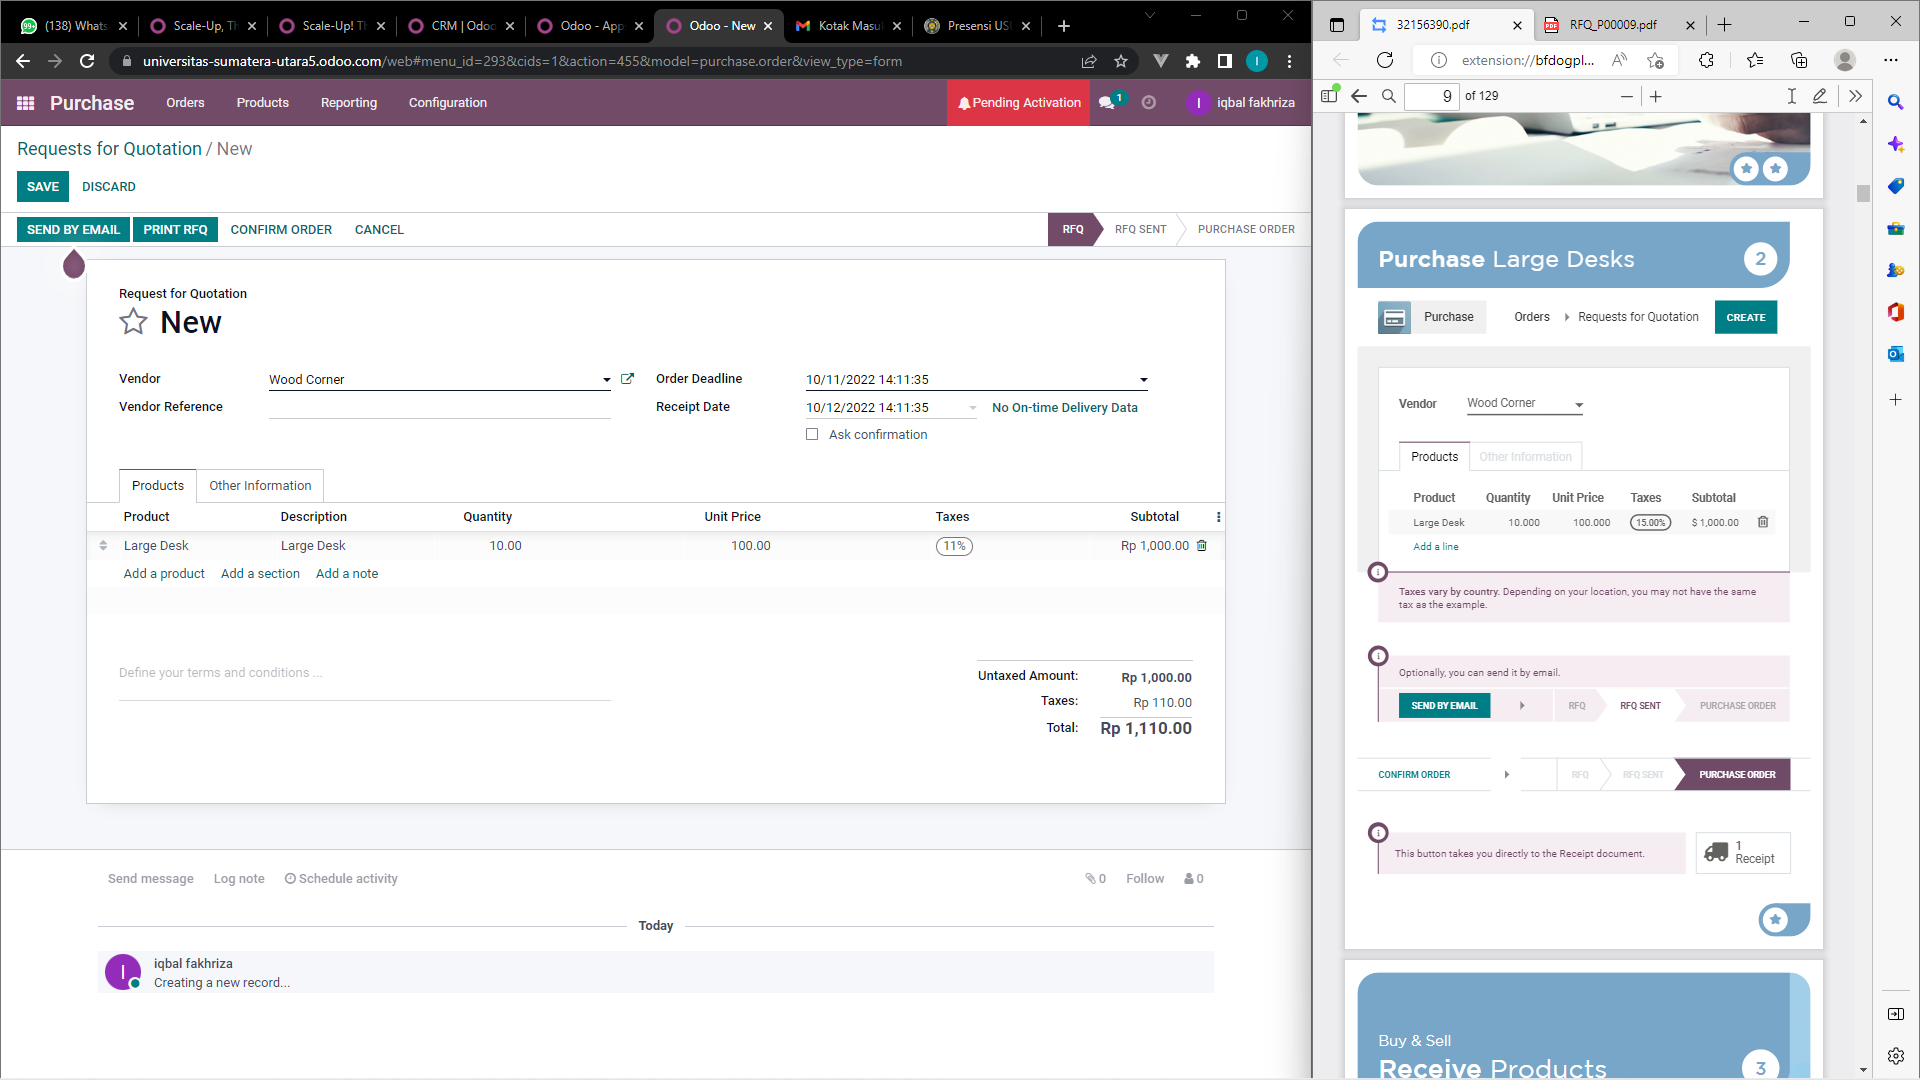 (138) Whats
Scale-Up, Th
Scale-Up! Th
CRM | Odoo
Odoo - App
Odoo - New
Kotak Masuk
Presensi USU
universitas-sumatera-utara5.odoo.com/web#menu_id=293&cids=1&action=455&model=purchase.order&view_type=form
Purchase
Orders
Products
Reporting
Configuration
Pending Activation
1
iqbal fakhriza
Requests for Quotation / New
SAVE
DISCARD
SEND BY EMAIL
PRINT RFQ
CONFIRM ORDER
CANCEL
RFQ
RFQ SENT
PURCHASE ORDER
Request for Quotation
New
Vendor
Wood Corner
Order Deadline
10/11/2022 14:11:35
Vendor Reference
Receipt Date
10/12/2022 14:11:35
No On-time Delivery Data
Ask confirmation
Products
Other Information
Product
Description
Quantity
Unit Price
Taxes
Subtotal
Large Desk
Large Desk
10.00
100.00
11%
Rp 1,000.00
Add a product
Add a section
Add a note
Define your terms and conditions ...
Untaxed Amount:
Rp 1,000.00
Taxes:
Rp 110.00
Total:
Rp 1,110.00
Send message
Log note
Schedule activity
0
Follow
0
Today
I
iqbal fakhriza
Creating a new record...
32156390.pdf
RFQ_P00009.pdf
extension://bfdogpl...
9 of 129
Purchase Large Desks
2
Purchase
Orders
Requests for Quotation
CREATE
Vendor
Wood Corner
Products
Other Information
Product
Quantity
Unit Price
Taxes
Subtotal
Large Desk
10.000
100.000
15.00%
$ 1,000.00
Add a line
Taxes vary by country. Depending on your location, you may not have the same
tax as the example.
Optionally, you can send it by email.
SEND BY EMAIL
RFQ
RFQ SENT
PURCHASE ORDER
CONFIRM ORDER
RFQ
RFQ SENT
PURCHASE ORDER
This button takes you directly to the Receipt document.
1
Receipt
Buy & Sell
Receive Products
3